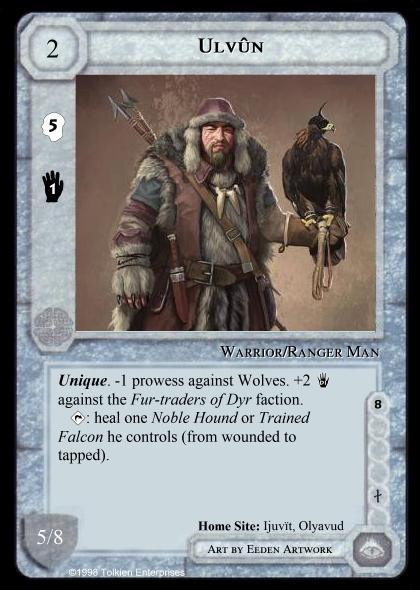 2
ULVÛN
5
1
WARRIOR/RANGER MAN
Unique. -1 prowess against Wolves. +2
against the Fur-traders of Dyr faction.
: heal one Noble Hound or Trained
Falcon he controls (from wounded to
tapped).
8
Home Site: Ijuvït, Olyavud
5/8
ART BY EEDEN ARTWORK
©1998 Tolkien Enterprises